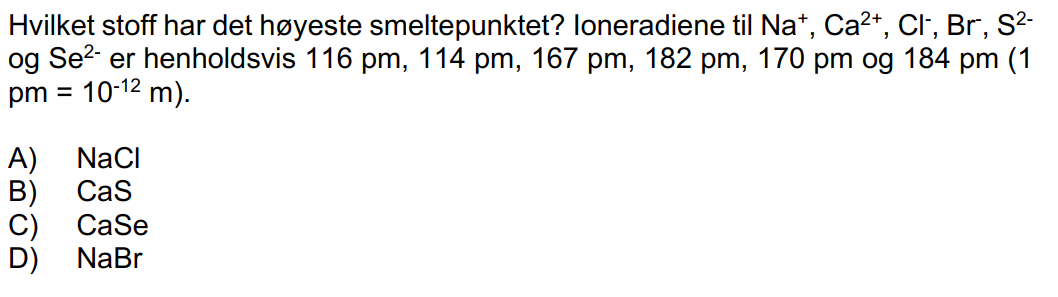 Hvilket stoff har det høyeste smeltepunktet? Ioneradiene til Na⁺, Ca²⁺, Cl⁻, Br⁻, S²⁻
og Se²⁻ er henholdsvis 116 pm, 114 pm, 167 pm, 182 pm, 170 pm og 184 pm (1
pm = 10⁻¹² m).
A) NaCl
B) CaS
C) CaSe
D) NaBr